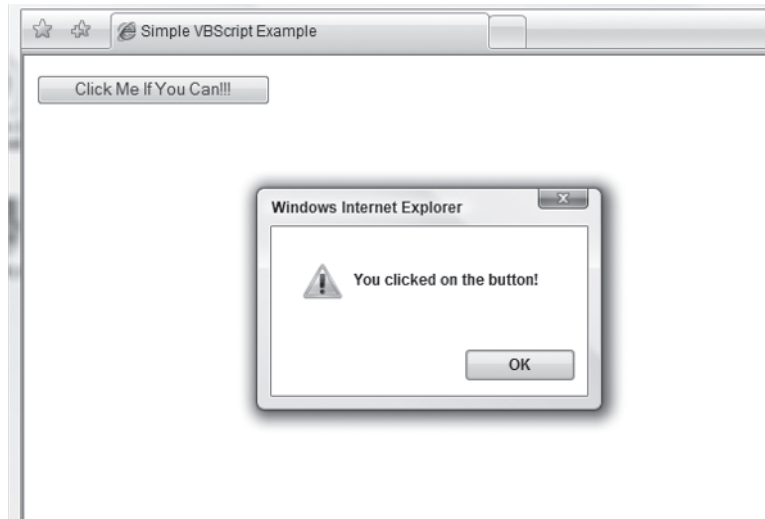 Simple VBScript Example
Click Me If You Can!!!
Windows Internet Explorer
You clicked on the button!
OK